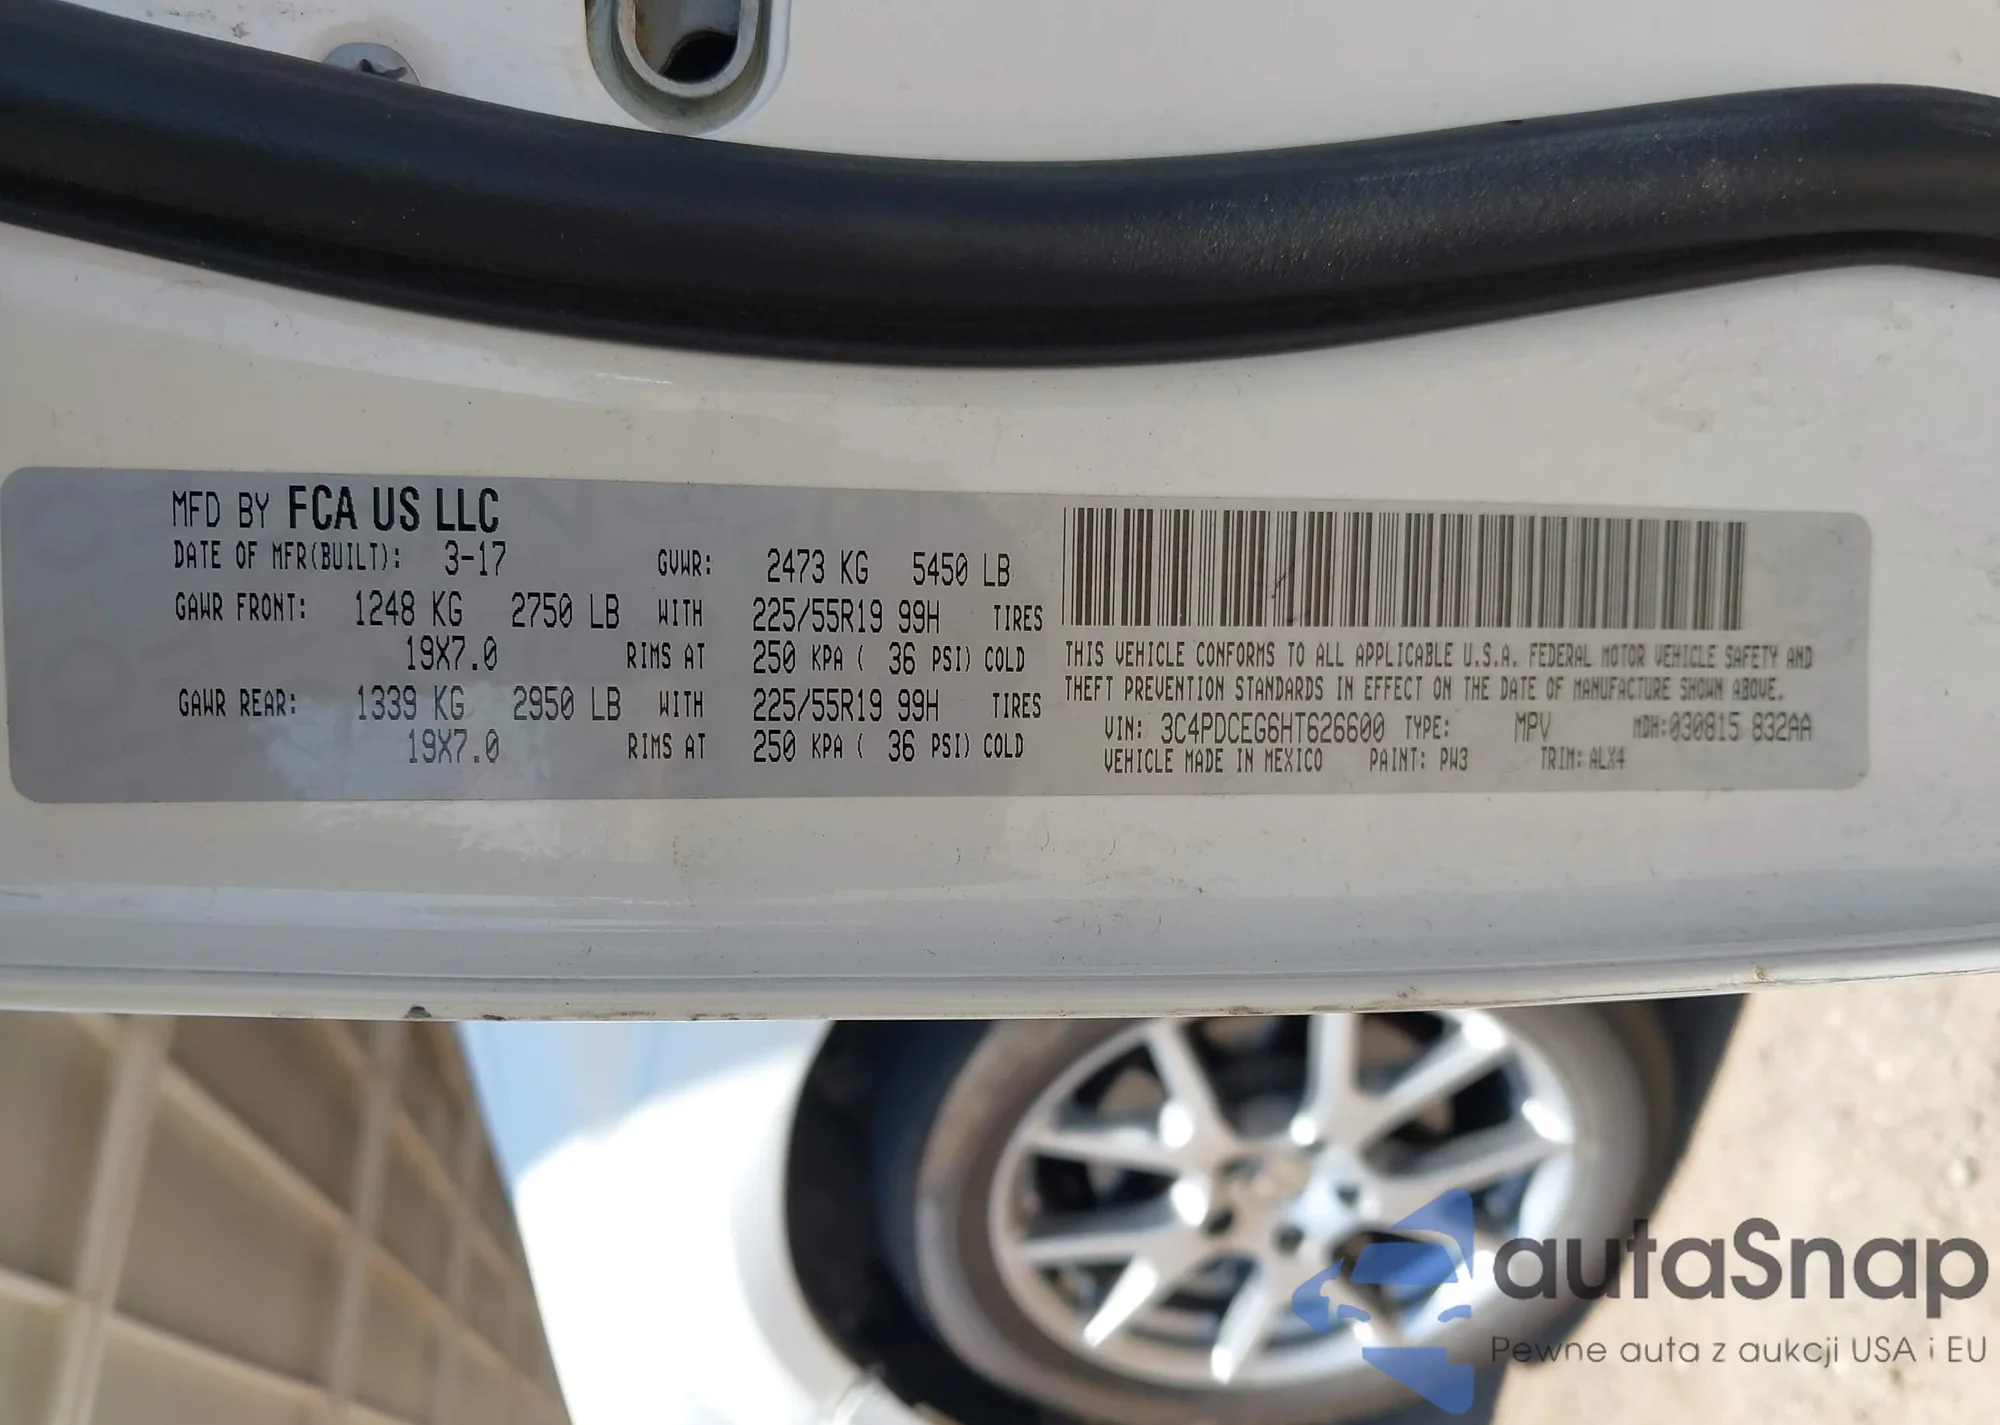 MFD BY FCA US LLC
DATE OF MFR(BUILT): 3-17 GVWR: 2473 KG 5450 LB
GAWR FRONT: 1248 KG 2750 LB WITH 225/55R19 99H TIRES
19X7.0 RIMS AT 250 KPA ( 36 PSI) COLD
GAWR REAR: 1339 KG 2950 LB WITH 225/55R19 99H TIRES
19X7.0 RIMS AT 250 KPA ( 36 PSI) COLD
THIS VEHICLE CONFORMS TO ALL APPLICABLE U.S.A. FEDERAL MOTOR VEHICLE SAFETY AND
THEFT PREVENTION STANDARDS IN EFFECT ON THE DATE OF MANUFACTURE SHOWN ABOVE.
VIN: 3C4PDCEG6HT626600 TYPE: MPV MDH:030815 832AA
VEHICLE MADE IN MEXICO PAINT: PW3 TRIM: ALX4
autaSnap
Pewne auta z aukcji USA i EU